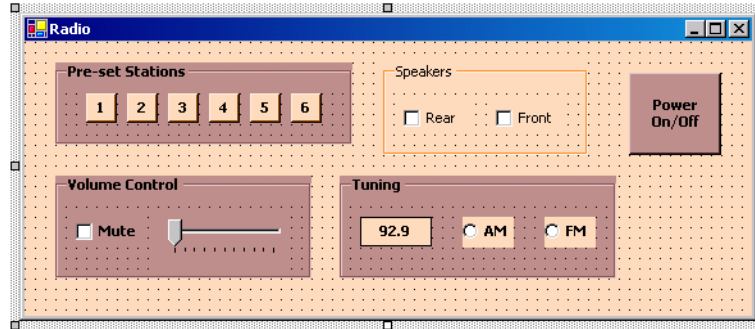 Radio
Pre-set Stations
1 2 3 4 5 6
Speakers
Rear Front
Power
On/Off
Volume Control
Mute
Tuning
92.9 AM FM